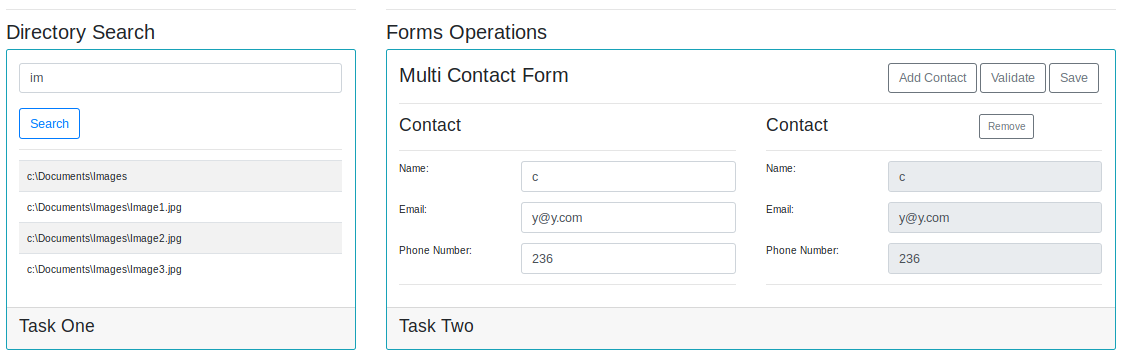 Directory Search
im
Search
c:\Documents\Images
c:\Documents\Images\Image1.jpg
c:\Documents\Images\Image2.jpg
c:\Documents\Images\Image3.jpg
Task One
Forms Operations
Multi Contact Form
Add Contact
Validate
Save
Contact
Name:
c
Email:
y@y.com
Phone Number:
236
Contact
Remove
Name:
c
Email:
y@y.com
Phone Number:
236
Task Two